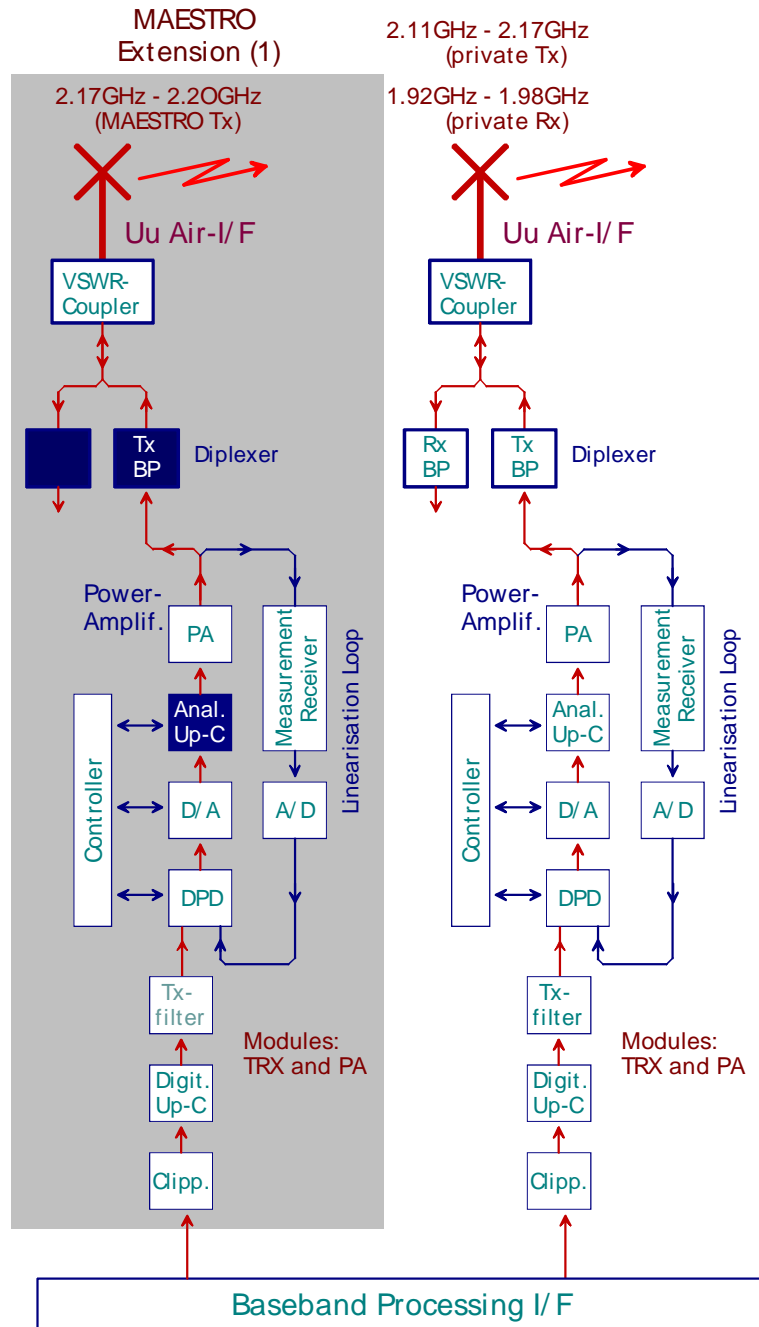 MAESTRO
Extension (1)
2.11GHz - 2.17GHz
(private Tx)
2.17GHz - 2.2OGHz
(MAESTRO Tx)
1.92GHz - 1.98GHz
(private Rx)
Uu Air-I/F
VSWR-
Coupler
Tx
BP
Diplexer
Power-
Amplif.
PA
Measurement
Receiver
Linearisation Loop
Controller
Anal.
Up-C
D/A
A/D
DPD
Tx-
filter
Modules:
TRX and PA
Digit.
Up-C
Clipp.
Uu Air-I/F
VSWR-
Coupler
Rx
BP
Tx
BP
Diplexer
Power-
Amplif.
PA
Measurement
Receiver
Linearisation Loop
Controller
Anal.
Up-C
D/A
A/D
DPD
Tx-
filter
Modules:
TRX and PA
Digit.
Up-C
Clipp.
Baseband Processing I/F